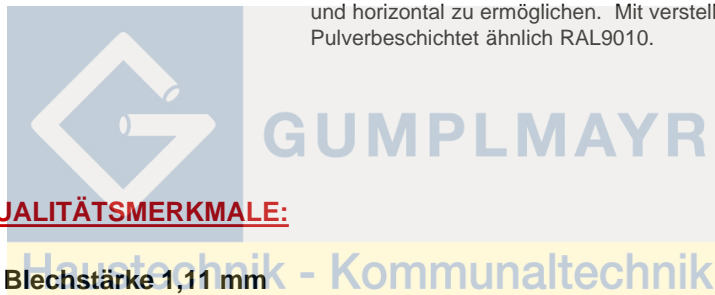 und horizontal zu ermöglichen. Mit verstell
Pulverbeschichtet ähnlich RAL9010.
GUMPLMAYR
UALITÄTSMERKMALE:
Haustechnik - Kommunaltechnik
Blechstärke 1,11 mm